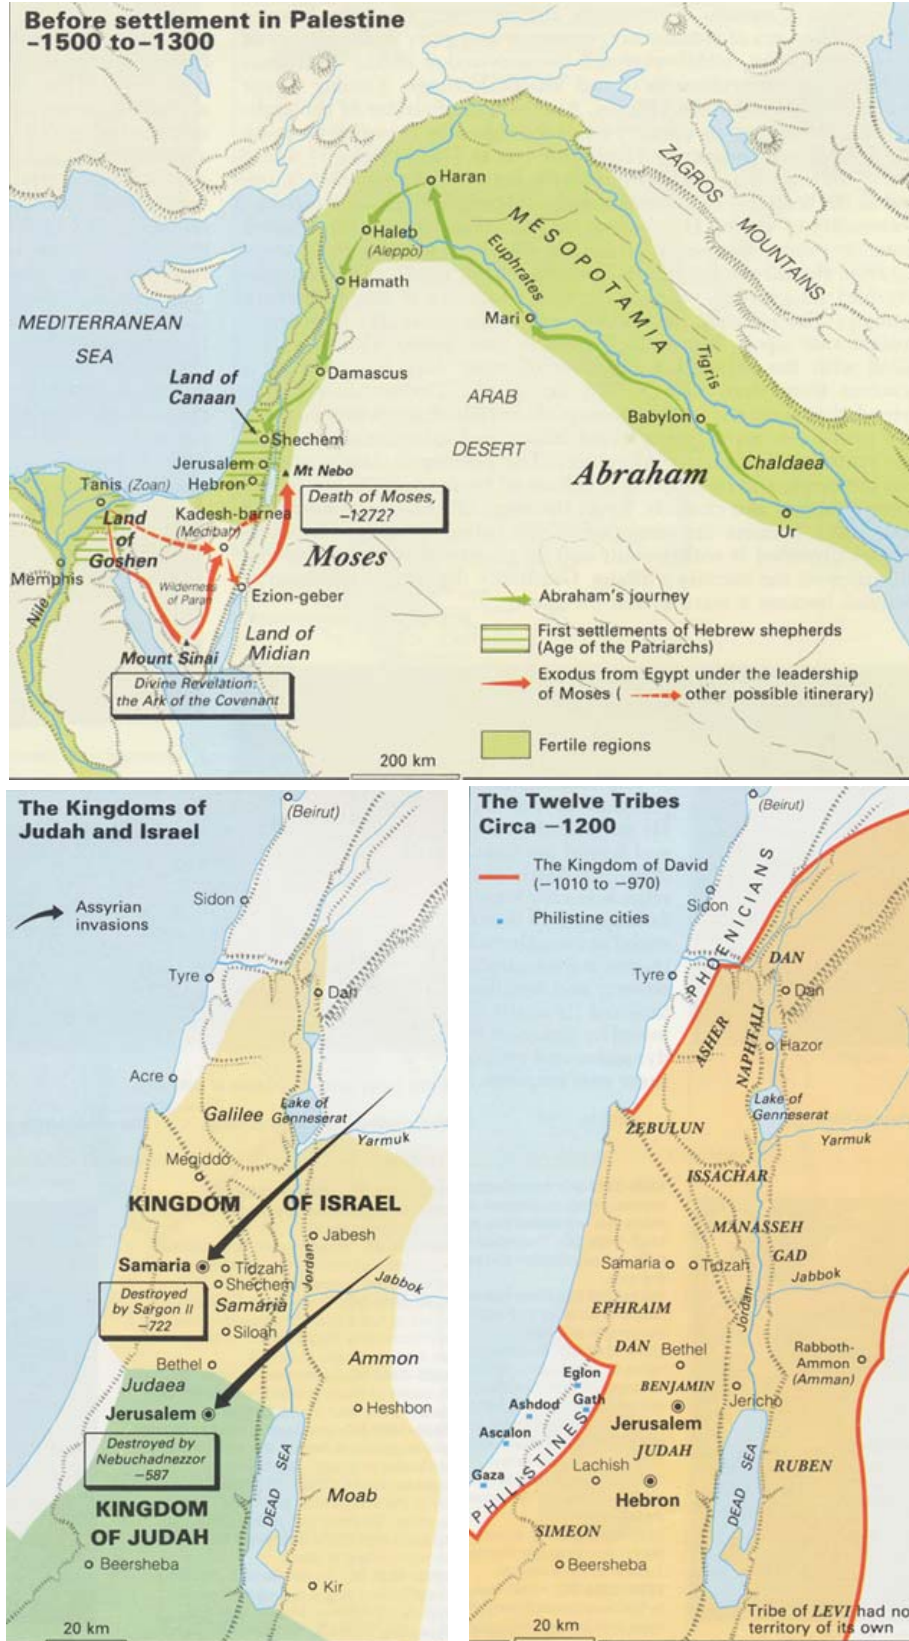 Before settlement in Palestine
–1500 to –1300
Haran
ZAGROS
MOUNTAINS
MESOPOTAMIA
Haleb
(Aleppo)
Euphrates
Hamath
MEDITERRANEAN
SEA
Mari
Tigris
Land of
Canaan
Damascus
ARAB
DESERT
Babylon
Shechem
Jerusalem
Mt Nebo
Hebron
Abraham
Chaldaea
Tanis (Zoan)
Death of Moses,
–1272?
Land
of
Goshen
Kadesh-barnea
(Medibah)
Moses
Ur
Memphis
Nile
Wilderness
of Paran
Ezion-geber
Abraham's journey
Land of
Midian
First settlements of Hebrew shepherds
(Age of the Patriarchs)
Mount Sinai
Divine Revelation:
the Ark of the Covenant
Exodus from Egypt under the leadership
of Moses ( other possible itinerary)
Fertile regions
200 km
The Kingdoms of
Judah and Israel
(Beirut)
Assyrian
invasions
Sidon
Tyre
Dan
Acre
Galilee
Lake of
Genneserat
Yarmuk
Megiddo
KINGDOM OF ISRAEL
Jabesh
Samaria
Tidzah
Shechem
Jordan
Jabbok
Destroyed
by Sargon II
–722
Samaria
Siloah
Bethel
Ammon
Judaea
Jerusalem
Heshbon
Destroyed by
Nebuchadnezzor
–587
DEAD SEA
Moab
KINGDOM
OF JUDAH
Beersheba
Kir
20 km
The Twelve Tribes
Circa –1200
(Beirut)
The Kingdom of David
(–1010 to –970)
Philistine cities
PHOENICIANS
Sidon
Tyre
DAN
Dan
ASHER
NAPHTALI
Hazor
Lake of
Genneserat
ZEBULUN
Yarmuk
ISSACHAR
MANASSEH
GAD
Samaria
Tidzah
Jabbok
Jordan
EPHRAIM
DAN
Bethel
Rabboth-
Ammon
(Amman)
Eglon
BENJAMIN
Jericho
Ashdod
Gath
Jerusalem
Ascalon
PHILISTINES
JUDAH
Lachish
RUBEN
Gaza
Hebron
DEAD SEA
SIMEON
Beersheba
Tribe of LEVI had no
territory of its own
20 km